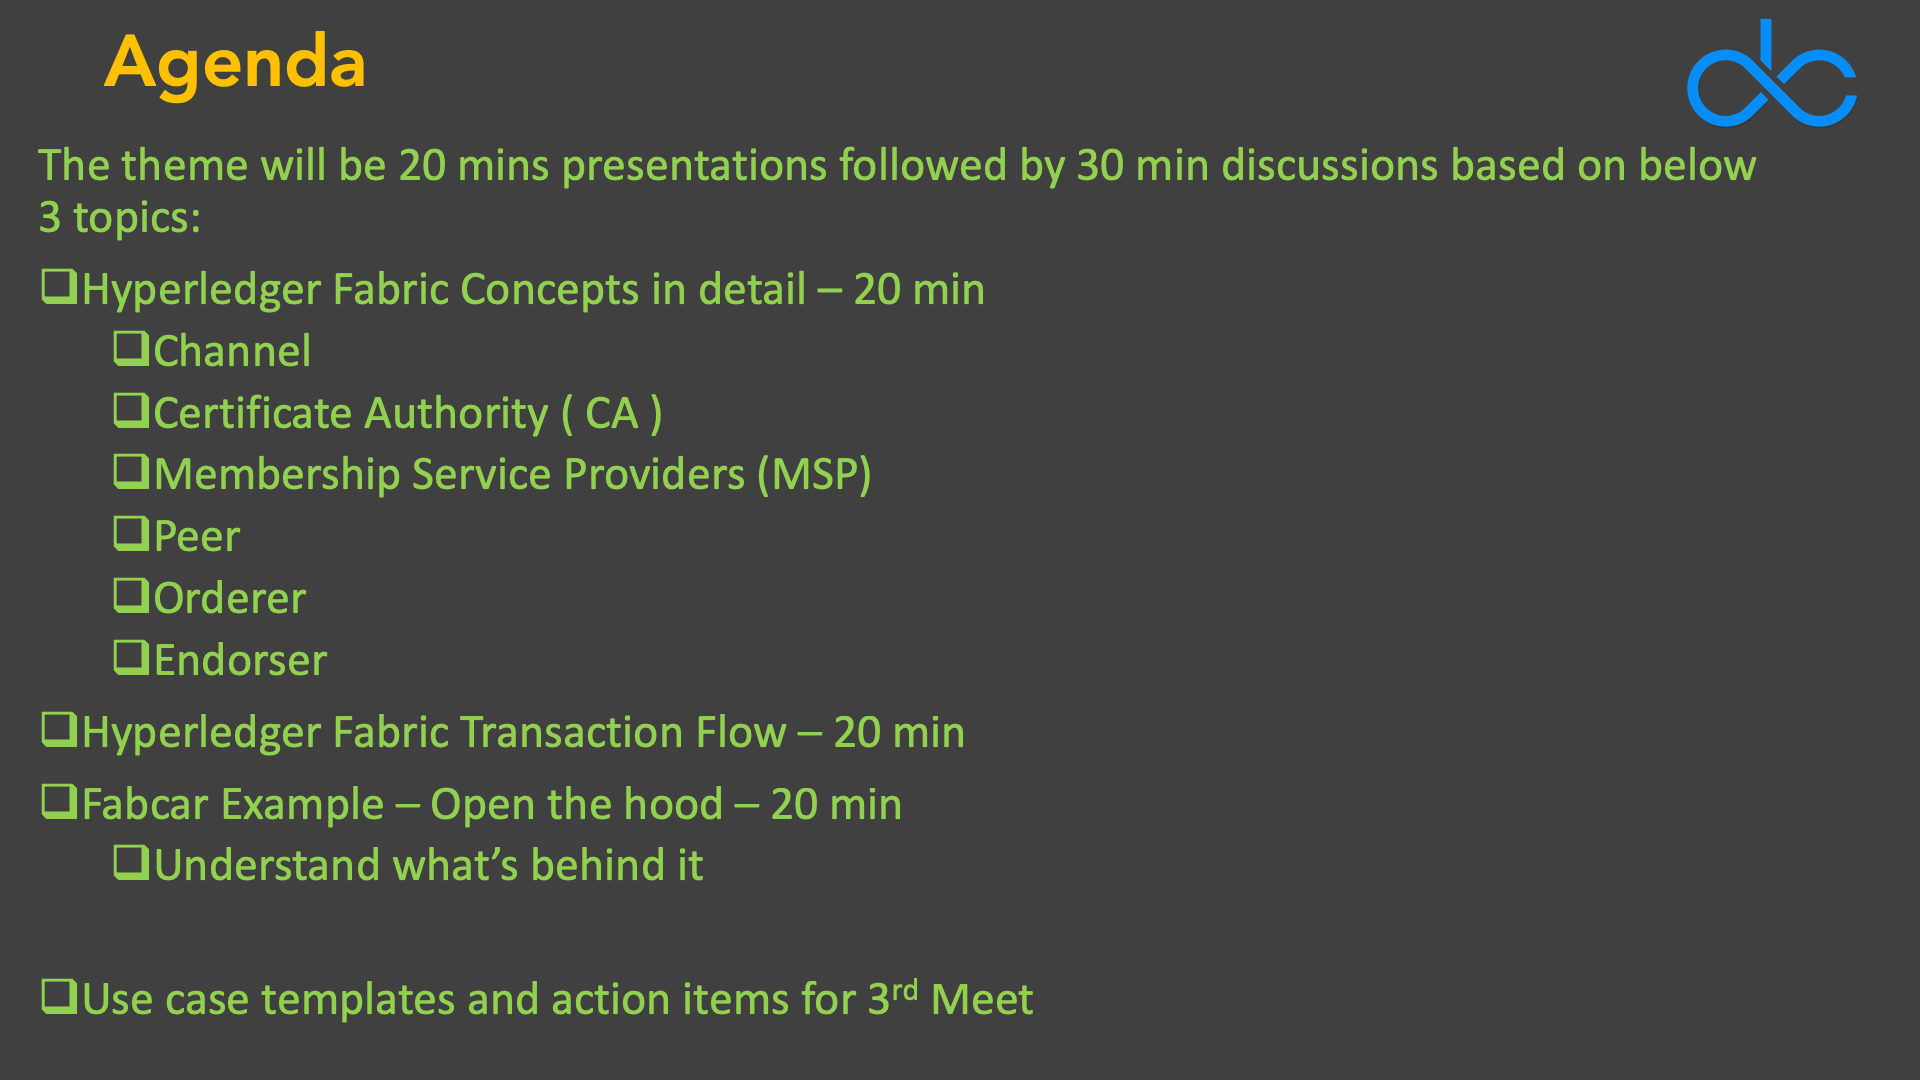 Agenda
The theme will be 20 mins presentations followed by 30 min discussions based on below
3 topics:
Hyperledger Fabric Concepts in detail – 20 min
Channel
Certificate Authority ( CA )
Membership Service Providers (MSP)
Peer
Orderer
Endorser
Hyperledger Fabric Transaction Flow – 20 min
Fabcar Example – Open the hood – 20 min
Understand what’s behind it
Use case templates and action items for 3rd Meet